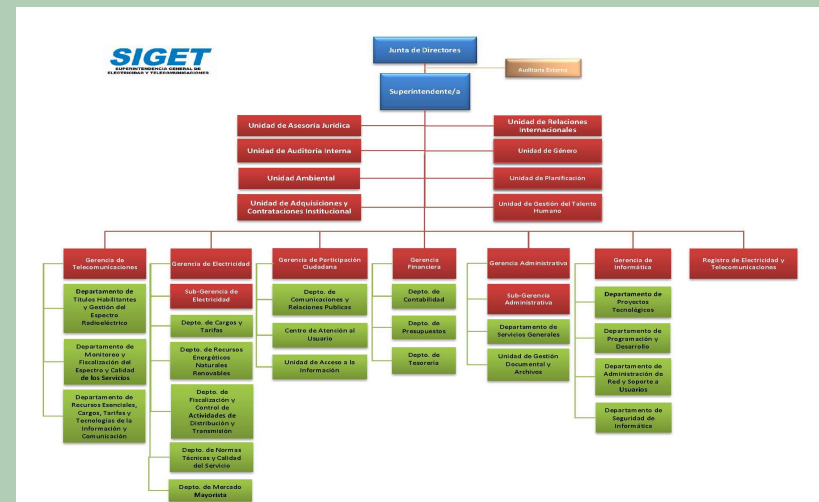 SIGET
SUPERINTENDENCIA GENERAL DE
ELECTRICIDAD Y TELECOMUNICACIONES
Junta de Directores
Auditoria Externa
Superintendente/a
Unidad de Asesoría Jurídica
Unidad de Relaciones
Internacionales
Unidad de Auditoria Interna
Unidad de Género
Unidad Ambiental
Unidad de Planificación
Unidad de Adquisiciones y
Contrataciones Institucional
Unidad de Gestión del Talento
Humano
Gerencia de
Telecomunicaciones
Departamento de
Títulos Habilitantes
y Gestión del
Espectro
Radioeléctrico
Departamento de
Monitoreo y
Fiscalización del
Espectro y Calidad
de los Servicios
Departamento de
Recursos Esenciales,
Cargos, Tarifas y
Tecnologías de la
Información y
Comunicación
Gerencia de Electricidad
Sub-Gerencia de
Electricidad
Depto. de Cargos y
Tarifas
Depto. de Recursos
Energéticos
Naturales
Renovables
Depto. de
Fiscalización y
Control de
Actividades de
Distribución y
Transmisión
Depto. de Normas
Técnicas y Calidad
del Servicio
Depto. de Mercado
Mayorista
Gerencia de Participación
Ciudadana
Depto. de
Comunicaciones y
Relaciones Publicas
Centro de Atención al
Usuario
Unidad de Acceso a la
Información
Gerencia
Financiera
Depto. de
Contabilidad
Depto. de
Presupuestos
Depto. de
Tesorería
Gerencia Administrativa
Sub-Gerencia
Administrativa
Departamento de
Servicios Generales
Unidad de Gestión
Documental y
Archivos
Gerencia de
Informática
Departamento de
Proyectos
Tecnológicos
Departamento de
Programación y
Desarrollo
Departamento de
Administración de
Red y Soporte a
Usuarios
Departamento de
Seguridad de
Informática
Registro de Electricidad y
Telecomunicaciones